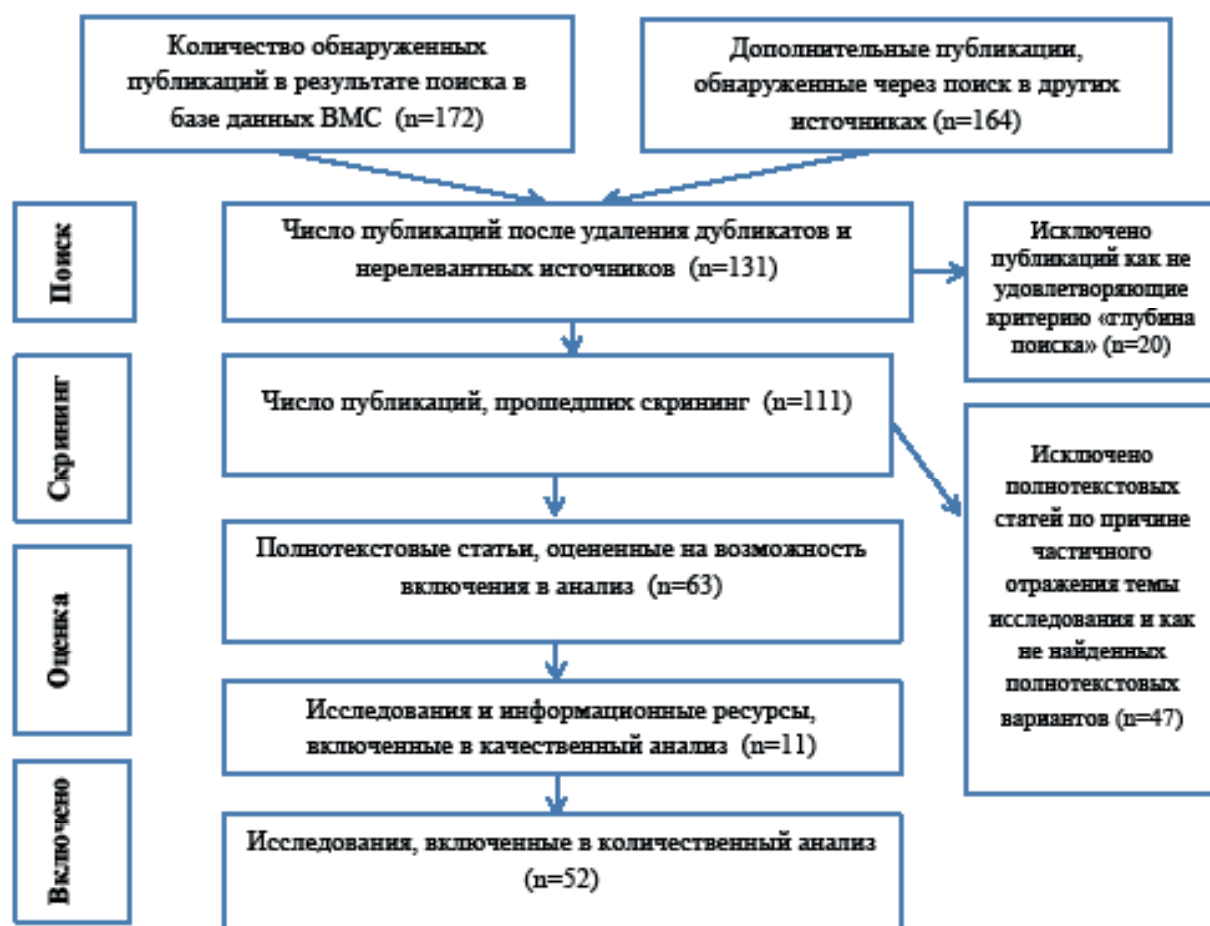 Количество обнаруженных
публикаций в результате поиска в
базе данных ВМС (n=172)
Дополнительные публикации,
обнаруженные через поиск в других
источниках (n=164)
Поиск
Число публикаций после удаления дубликатов и
нерелевантных источников (n=131)
Исключено
публикаций как не
удовлетворяющие
критерию «глубина
поиска» (n=20)
Скрининг
Число публикаций, прошедших скрининг (n=111)
Исключено
полнотекстовых
статей по причине
частичного
отражения темы
исследования и как
не найденных
полнотекстовых
вариантов (n=47)
Оценка
Полнотекстовые статьи, оцененные на возможность
включения в анализ (n=63)
Исследования и информационные ресурсы,
включенные в качественный анализ (n=11)
Включено
Исследования, включенные в количественный анализ
(n=52)